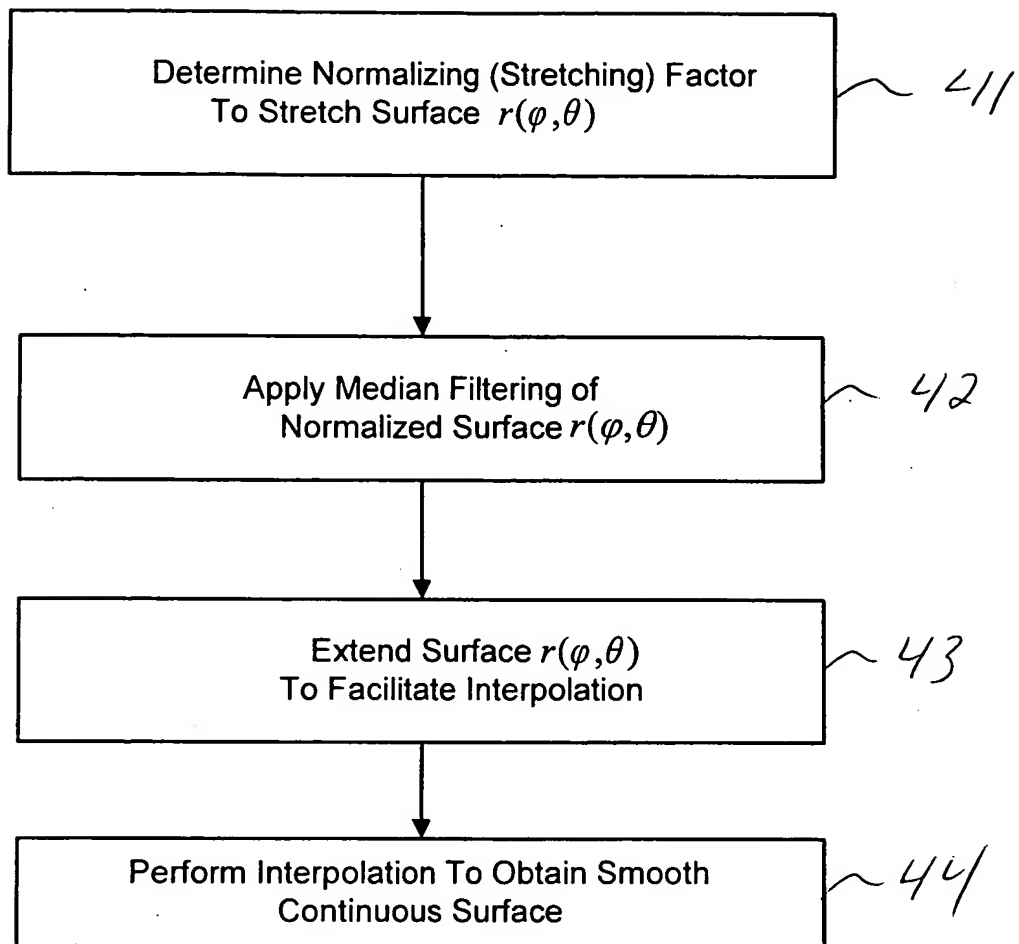 Determine Normalizing (Stretching) Factor
To Stretch Surface r(φ,θ)
41
Apply Median Filtering of
Normalized Surface r(φ,θ)
42
Extend Surface r(φ,θ)
To Facilitate Interpolation
43
Perform Interpolation To Obtain Smooth
Continuous Surface
44